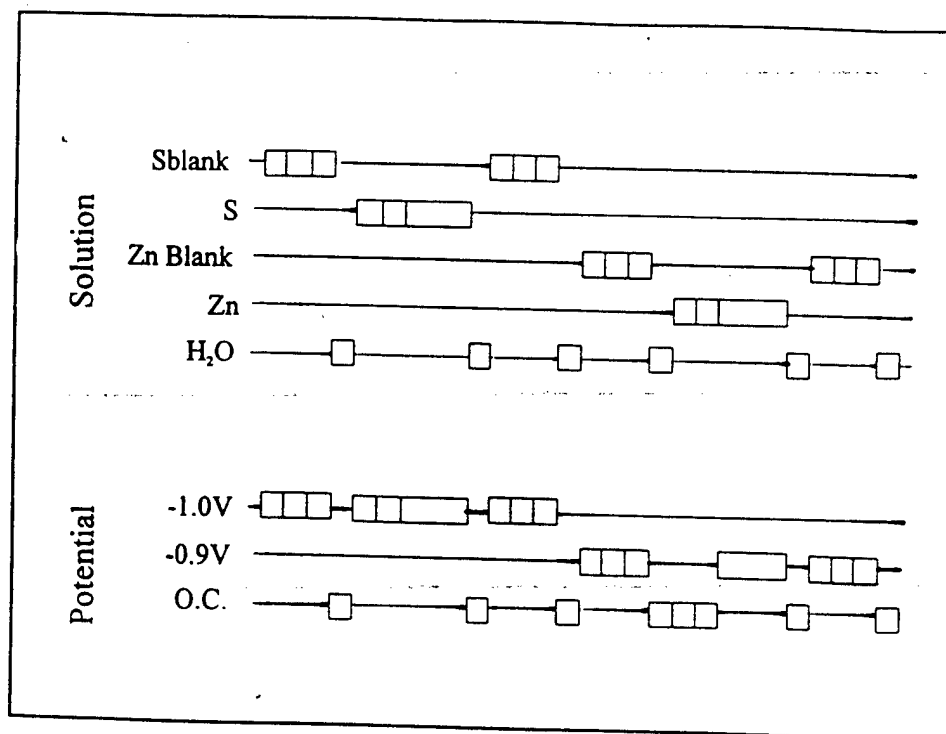 Solution
Sblank
S
Zn Blank
Zn
H₂O
Potential
-1.0V
-0.9V
O.C.